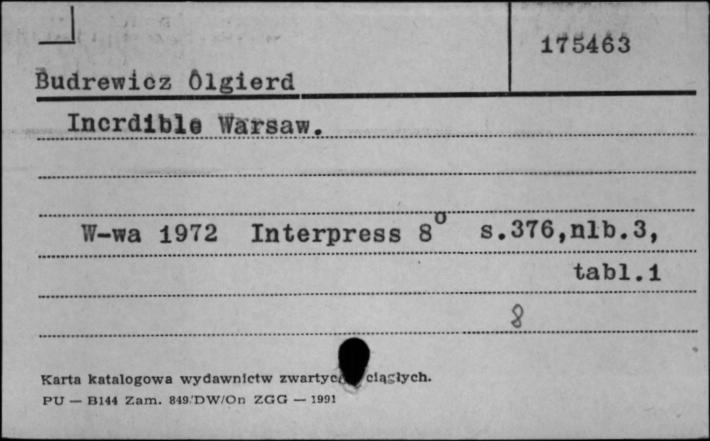 175463
Budrewicz Olgierd
Incrdible Warsaw.
W-wa 1972 Interpress 8° s.376,nlb.3,
tabl.1
8
Karta katalogowa wydawnictw ciągłych.
PU — B144 Zam. 849/DW/On ZGG — 1991